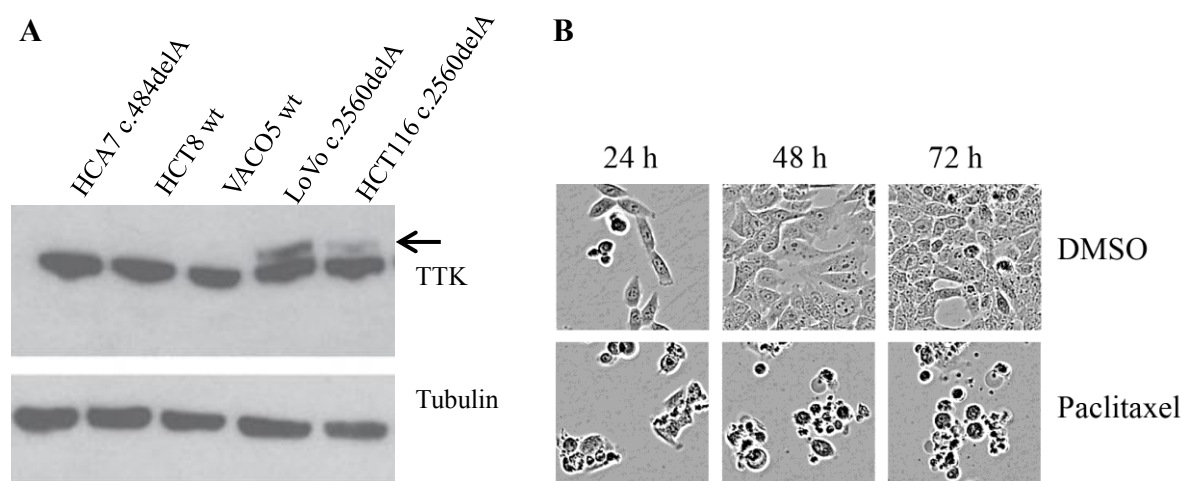 A
HCA7 c.484delA
HCT8 wt
VACO5 wt
LoVo c.2560delA
HCT116 c.2560delA
TTK
Tubulin
B
24 h
48 h
72 h
DMSO
Paclitaxel